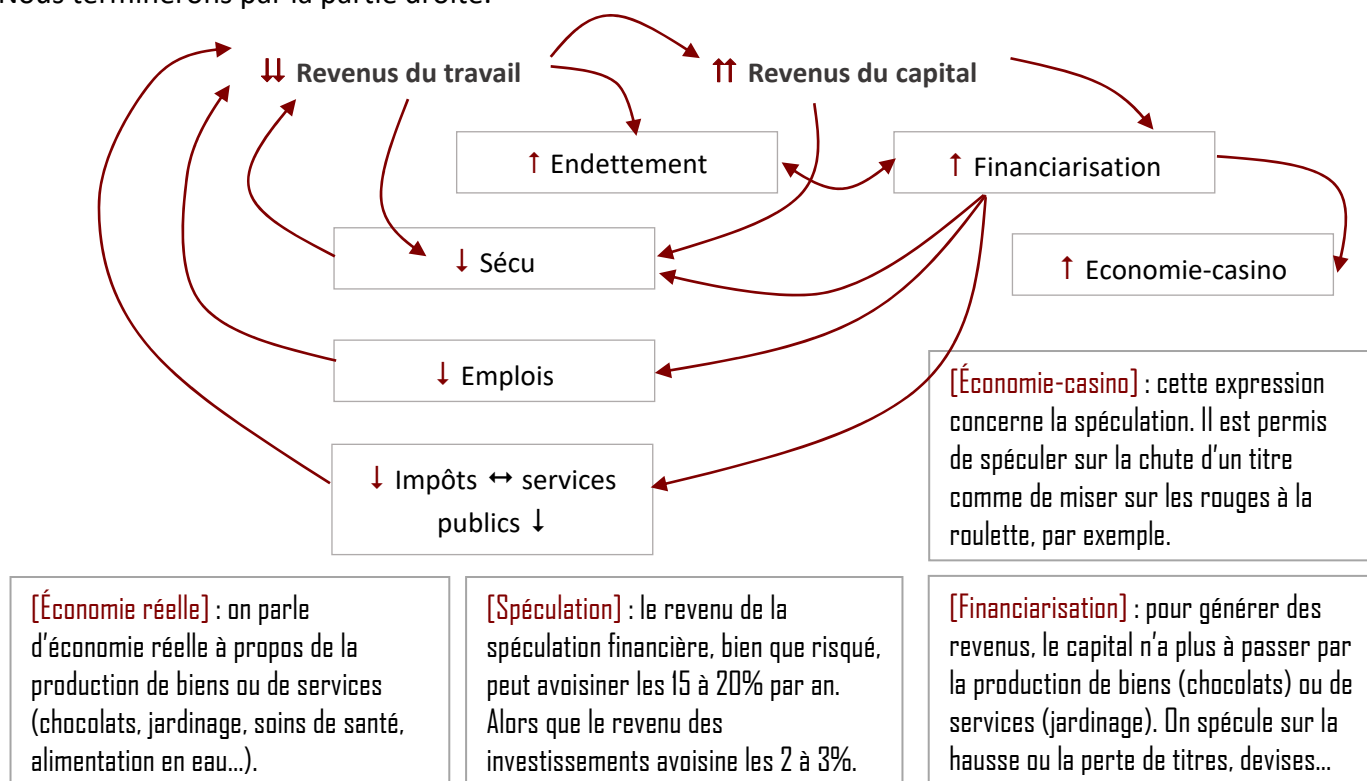 Nous terminerons par la partie droite.
↓↓ Revenus du travail
↑↑ Revenus du capital
↑ Endettement
↑ Financiarisation
↓ Sécu
↑ Economie-casino
↓ Emplois
↓ Impôts ↔ services
publics ↓
[Économie-casino] : cette expression
concerne la spéculation. Il est permis
de spéculer sur la chute d’un titre
comme de miser sur les rouges à la
roulette, par exemple.
[Économie réelle] : on parle
d’économie réelle à propos de la
production de biens ou de services
(chocolats, jardinage, soins de santé,
alimentation en eau…).
[Spéculation] : le revenu de la
spéculation financière, bien que risqué,
peut avoisiner les 15 à 20% par an.
Alors que le revenu des
investissements avoisine les 2 à 3%.
[Financiarisation] : pour générer des
revenus, le capital n’a plus à passer par
la production de biens (chocolats) ou de
services (jardinage). On spécule sur la
hausse ou la perte de titres, devises…